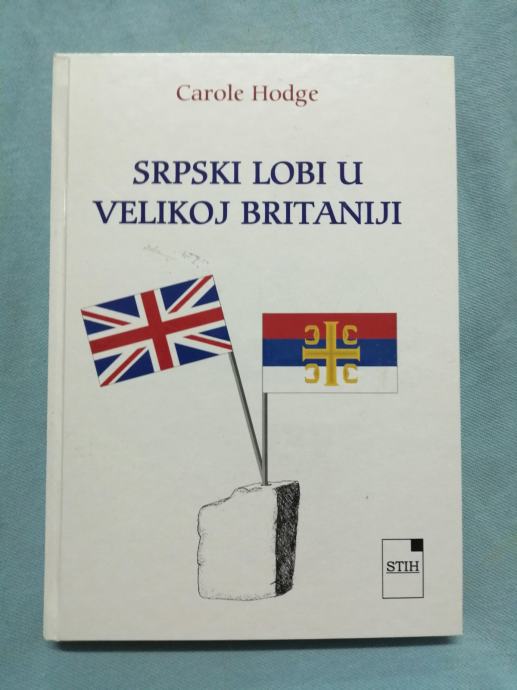 Carole Hodge
SRPSKI LOBI U
VELIKOJ BRITANIJI
STIH